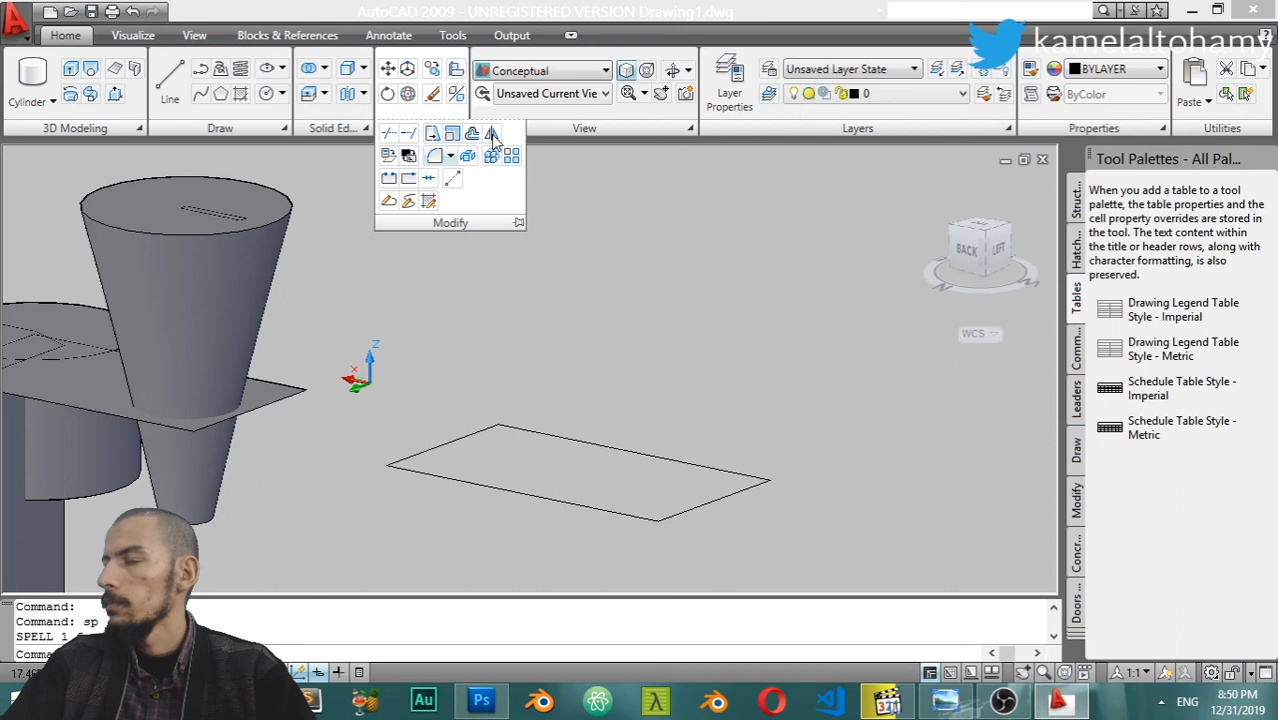 AutoCAD 2009 - UNREGISTERED VERSION Drawing1.dwg
Home Visualize View Blocks & References Annotate Tools Output
kamelaltohamy
Cylinder
Line
Conceptual
Unsaved Current Vie
Layer
Properties
Unsaved Layer State
0
BYLAYER
ByColor
Paste
3D Modeling Draw Solid Ed... View Layers Properties Utilities
Modify
BACK LEFT
WCS
Z
X
Tool Palettes - All Pal...
When you add a table to a tool
palette, the table properties and the
cell property overrides are stored in
the tool. The text content within
the title or header rows, along with
character formatting, is also
preserved.
Drawing Legend Table
Style - Imperial
Drawing Legend Table
Style - Metric
Schedule Table Style -
Imperial
Schedule Table Style -
Metric
Struct...
Hatch...
Tables
Comm...
Leaders
Draw
Modify
Concr...
Doors ...
Command:
Command: sp
SPELL 1
1:1
Au Ps
321
ENG
8:50 PM
12/31/2019